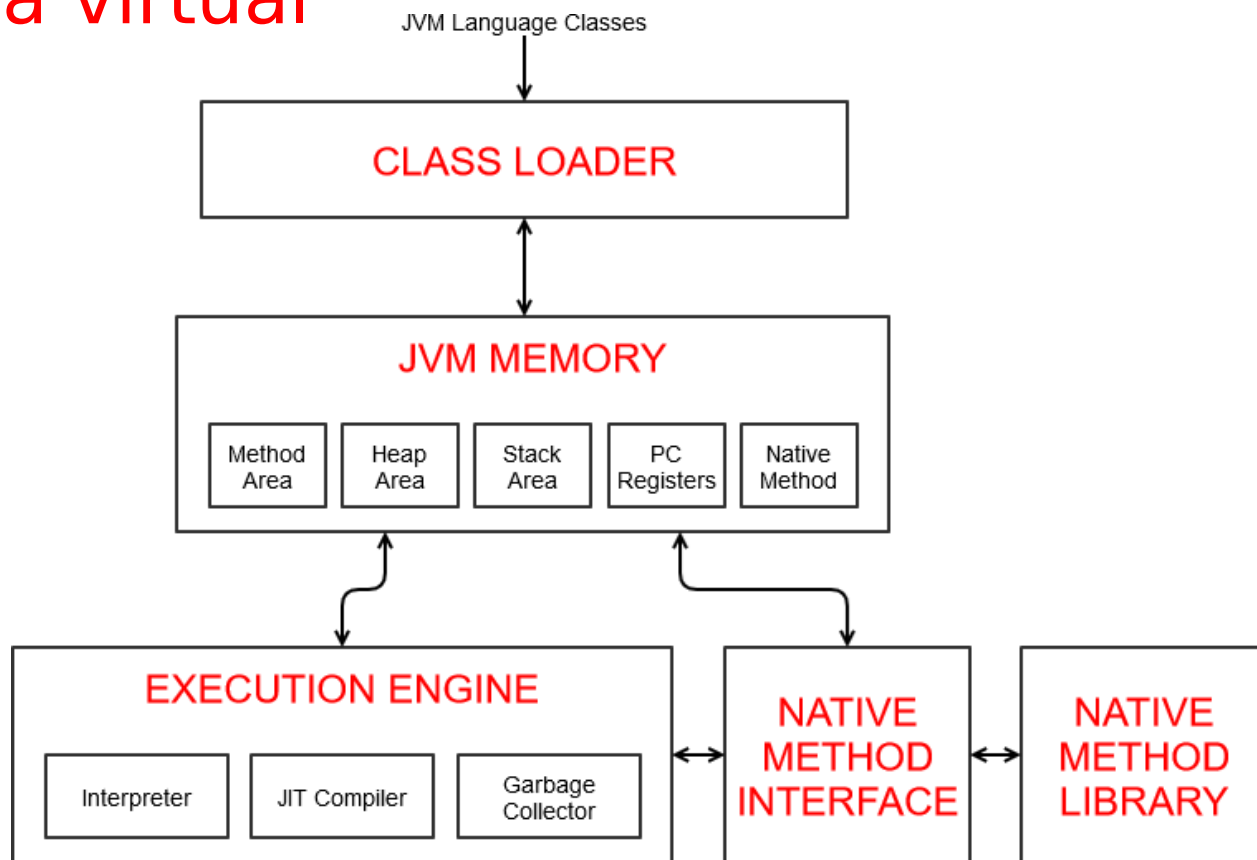 a Virtual
JVM Language Classes
CLASS LOADER
JVM MEMORY
Method
Area
Heap
Area
Stack
Area
PC
Registers
Native
Method
EXECUTION ENGINE
Interpreter
JIT Compiler
Garbage
Collector
NATIVE
METHOD
INTERFACE
NATIVE
METHOD
LIBRARY